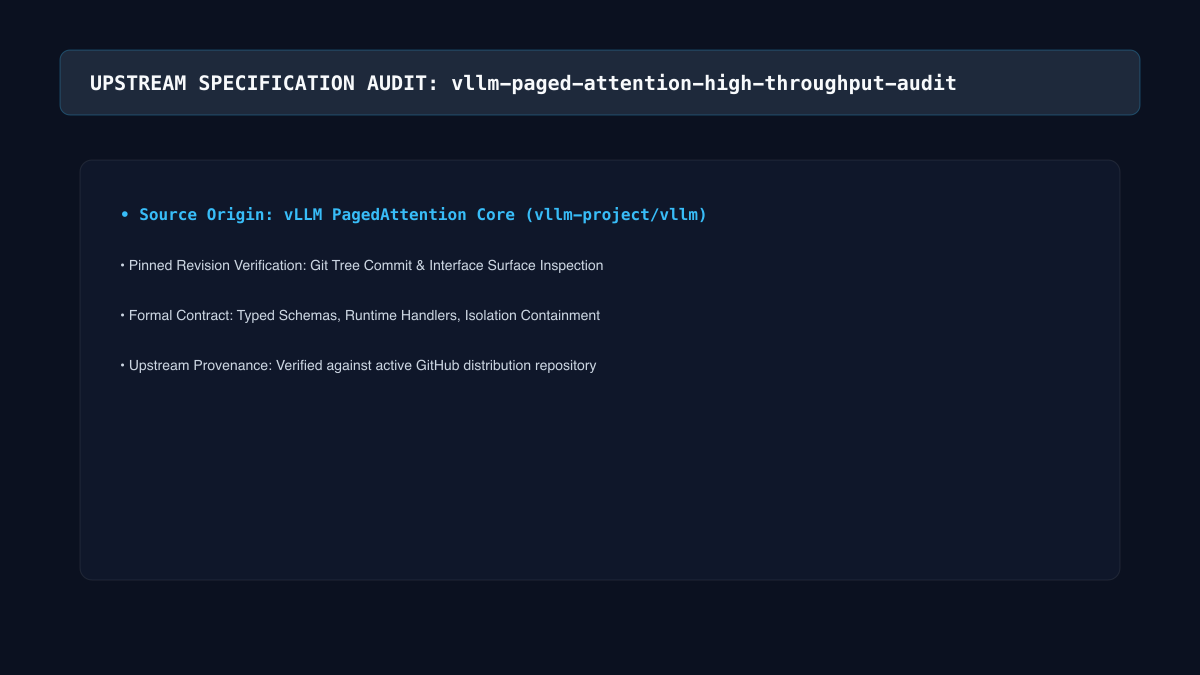 UPSTREAM SPECIFICATION AUDIT: vllm-paged-attention-high-throughput-audit
• Source Origin: vLLM PagedAttention Core (vllm-project/vllm)
• Pinned Revision Verification: Git Tree Commit & Interface Surface Inspection
• Formal Contract: Typed Schemas, Runtime Handlers, Isolation Containment
• Upstream Provenance: Verified against active GitHub distribution repository